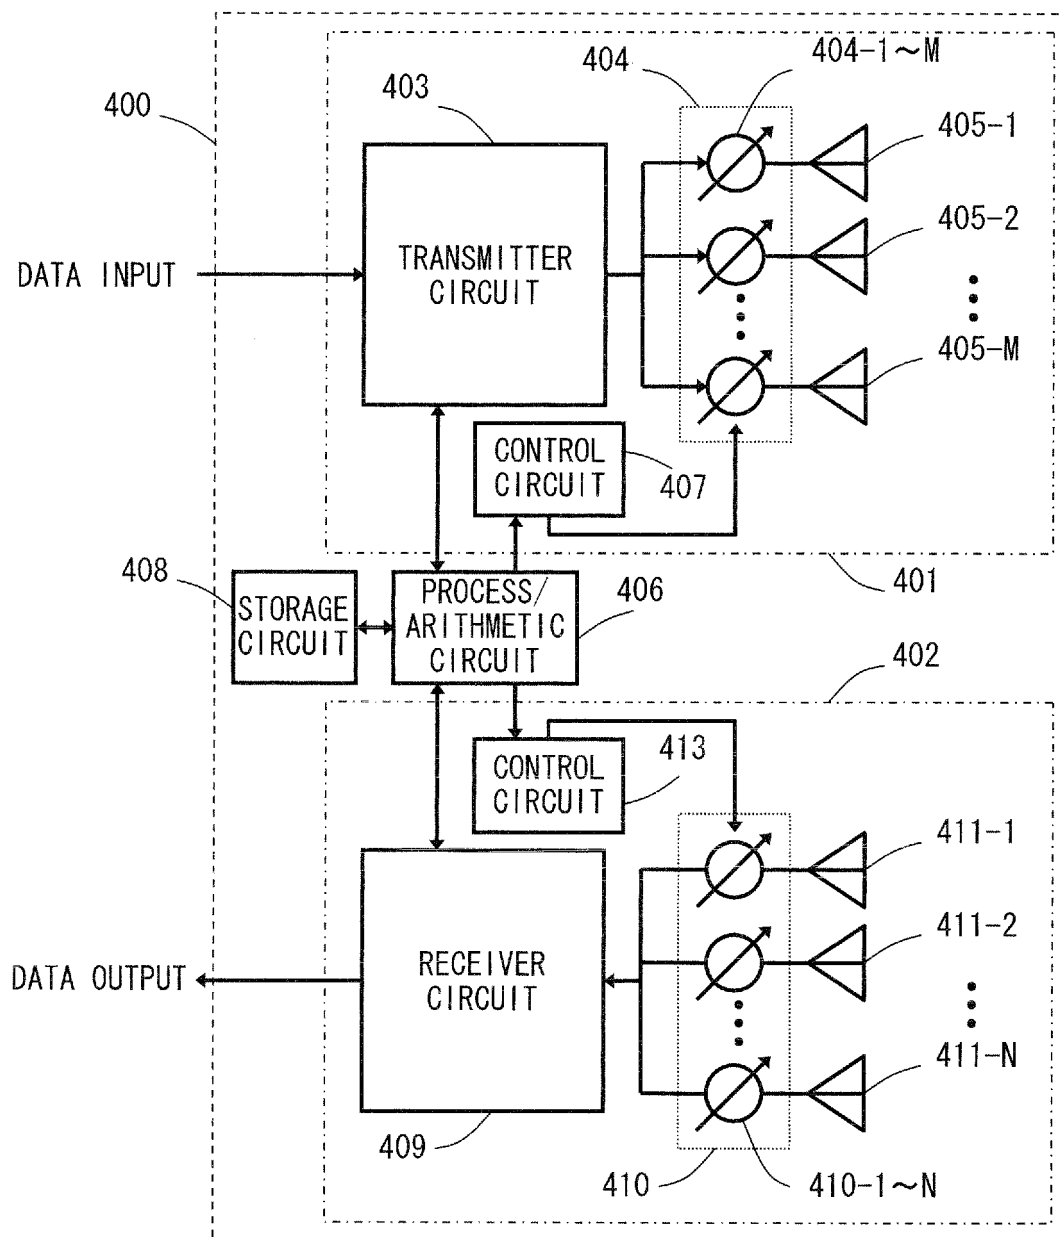 404-1～M
404
403
400
405-1
405-2
TRANSMITTER
CIRCUIT
DATA INPUT
405-M
CONTROL
CIRCUIT
407
408
401
PROCESS/
ARITHMETIC
CIRCUIT
406
STORAGE
CIRCUIT
402
413
CONTROL
CIRCUIT
411-1
411-2
RECEIVER
CIRCUIT
DATA OUTPUT
411-N
409
410
410-1～N